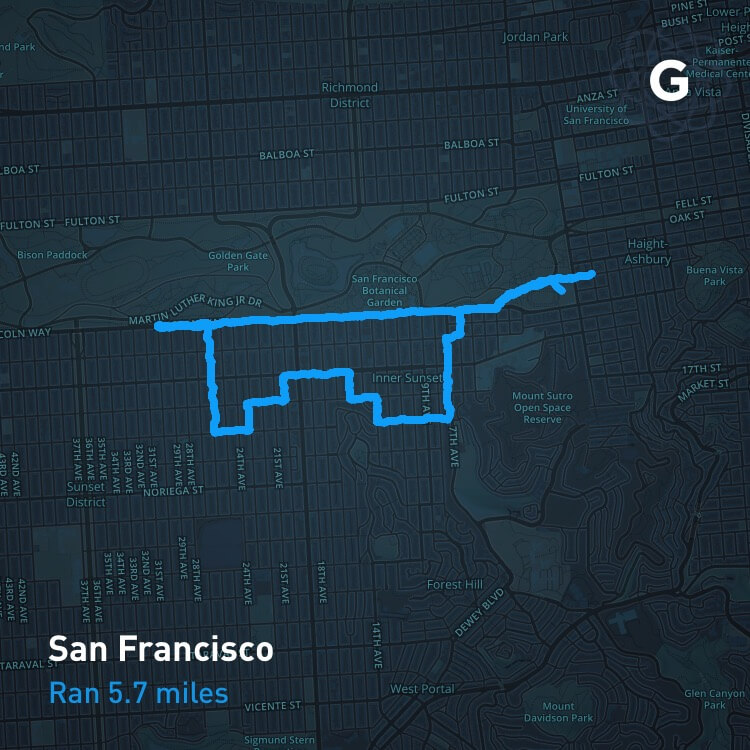 PINE ST
Lower P
BUSH ST
Heigh
nd Park
Jordan Park
POST S
Kaiser-
Permanente
Medical Cente
G
a Vista
Richmond
District
ANZA ST
University of
San Francisco
DIVISA
BALBOA ST
BALBOA ST
LBOA ST
FULTON ST
FULTON ST
FULTON ST
FULTON ST
FELL ST
OAK ST
Bison Paddock
Golden Gate
Park
Haight-
Ashbury
San Francisco
Botanical
Garden
Buena Vista
Park
MARTIN LUTHER KING JR DR
COLN WAY
17TH ST
MARKET ST
Inner Sunset
9TH A
Mount Sutro
Open Space
Reserve
7TH AVE
43RD AVE
42ND AVE
37TH AVE
36TH AVE
35TH AVE
34TH AVE
33RD AVE
32ND AVE
31ST AVE
29TH AVE
28TH AVE
24TH AVE
21ST AVE
Sunset
District
NORIEGA ST
43RD AVE
42ND AVE
37TH AVE
36TH AVE
35TH AVE
34TH AVE
33RD AVE
32ND AVE
31ST AVE
29TH AVE
28TH AVE
24TH AVE
21ST AVE
18TH AVE
Forest Hill
DEWEY BLVD
14TH AVE
San Francisco
TARAVAL ST
Ran 5.7 miles
West Portal
VICENTE ST
Mount
Davidson Park
Glen Canyon
Park
Sigmund Stern